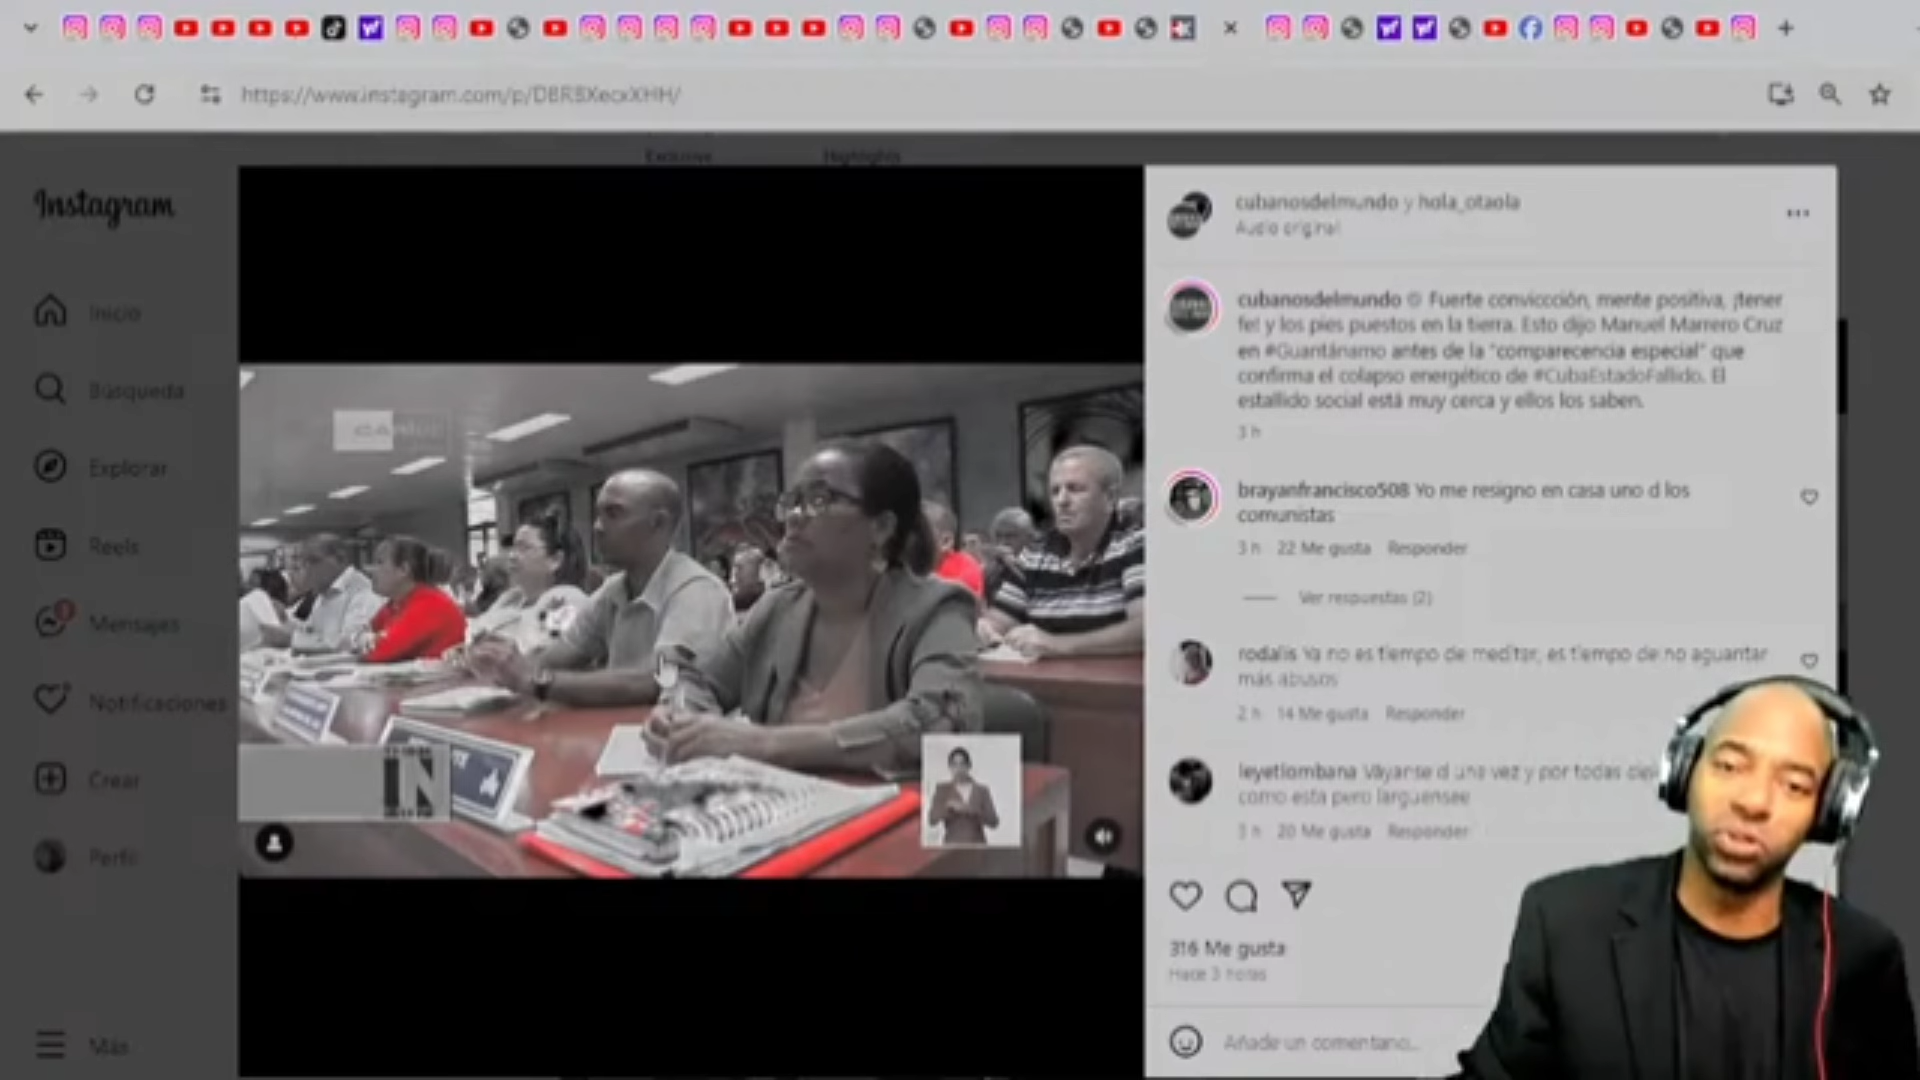 https://www.instagram.com/p/DBRSXecxXHH/
Exclusive
Highlights
Instagram
Inicio
Búsqueda
Explorar
Reels
Mensajes
Notificaciones
Crear
Perfil
Más
IN
cubanosdelmundo y hola_otaola
Audio original
cubanosdelmundo Fuerte conviccción, mente positiva, ¡tener
fe! y los pies puestos en la tierra. Esto dijo Manuel Marrero Cruz
en #Guantánamo antes de la "comparecencia especial" que
confirma el colapso energético de #CubaEstadoFallido. El
estallido social está muy cerca y ellos los saben.
3 h
brayanfrancisco508 Yo me resigno en casa uno d los
comunistas
3 h 22 Me gusta Responder
Ver respuestas (2)
rodalis Ya no es tiempo de meditar, es tiempo de no aguantar
más abusos
2 h 14 Me gusta Responder
leyetlombana Váyanse d una vez y por todas
como esta pero larguensee
3 h 20 Me gusta Responder
316 Me gusta
Hace 3 horas
Añade un comentario...